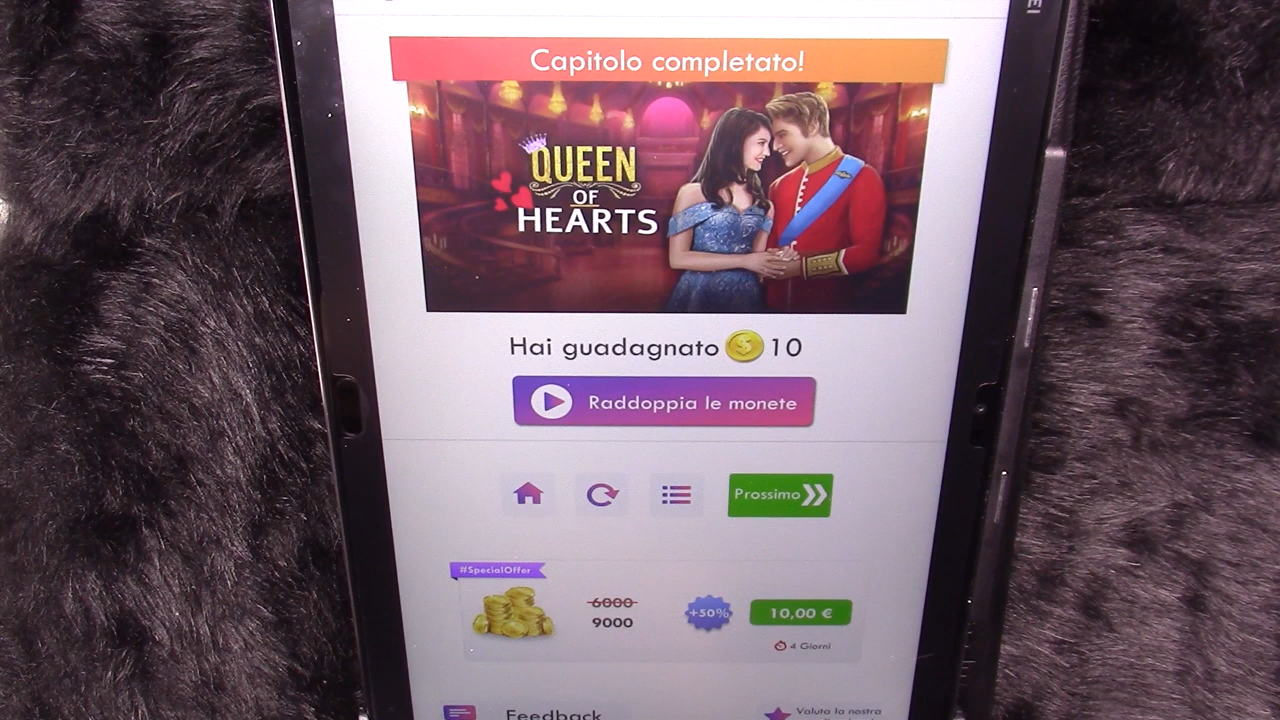 EI
Capitolo completato!
QUEEN
OF
HEARTS
Hai guadagnato $ 10
Raddoppia le monete
Prossimo
#SpecialOffer
6000
9000
+50%
10,00 €
4 Giorni
Feedback
Valuta la nostra